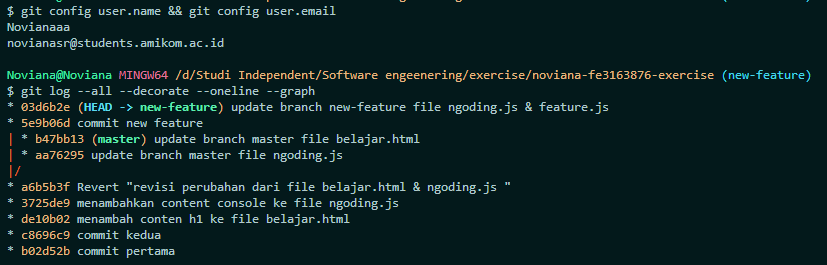 $ git config user.name && git config user.email
Novianaaa
novianasr@students.amikom.ac.id
Noviana@Noviana MINGW64 /d/Studi Independent/Software engeenering/exercise/noviana-fe3163876-exercise (new-feature)
$ git log --all --decorate --oneline --graph
* 03d6b2e (HEAD -> new-feature) update branch new-feature file ngoding.js & feature.js
* 5e9b06d commit new feature
| * b47bb13 (master) update branch master file belajar.html
| * aa76295 update branch master file ngoding.js
|/
* a6b5b3f Revert "revisi perubahan dari file belajar.html & ngoding.js "
* 3725de9 menambahkan content console ke file ngoding.js
* de10b02 menambah conten h1 ke file belajar.html
* c8696c9 commit kedua
* b02d52b commit pertama